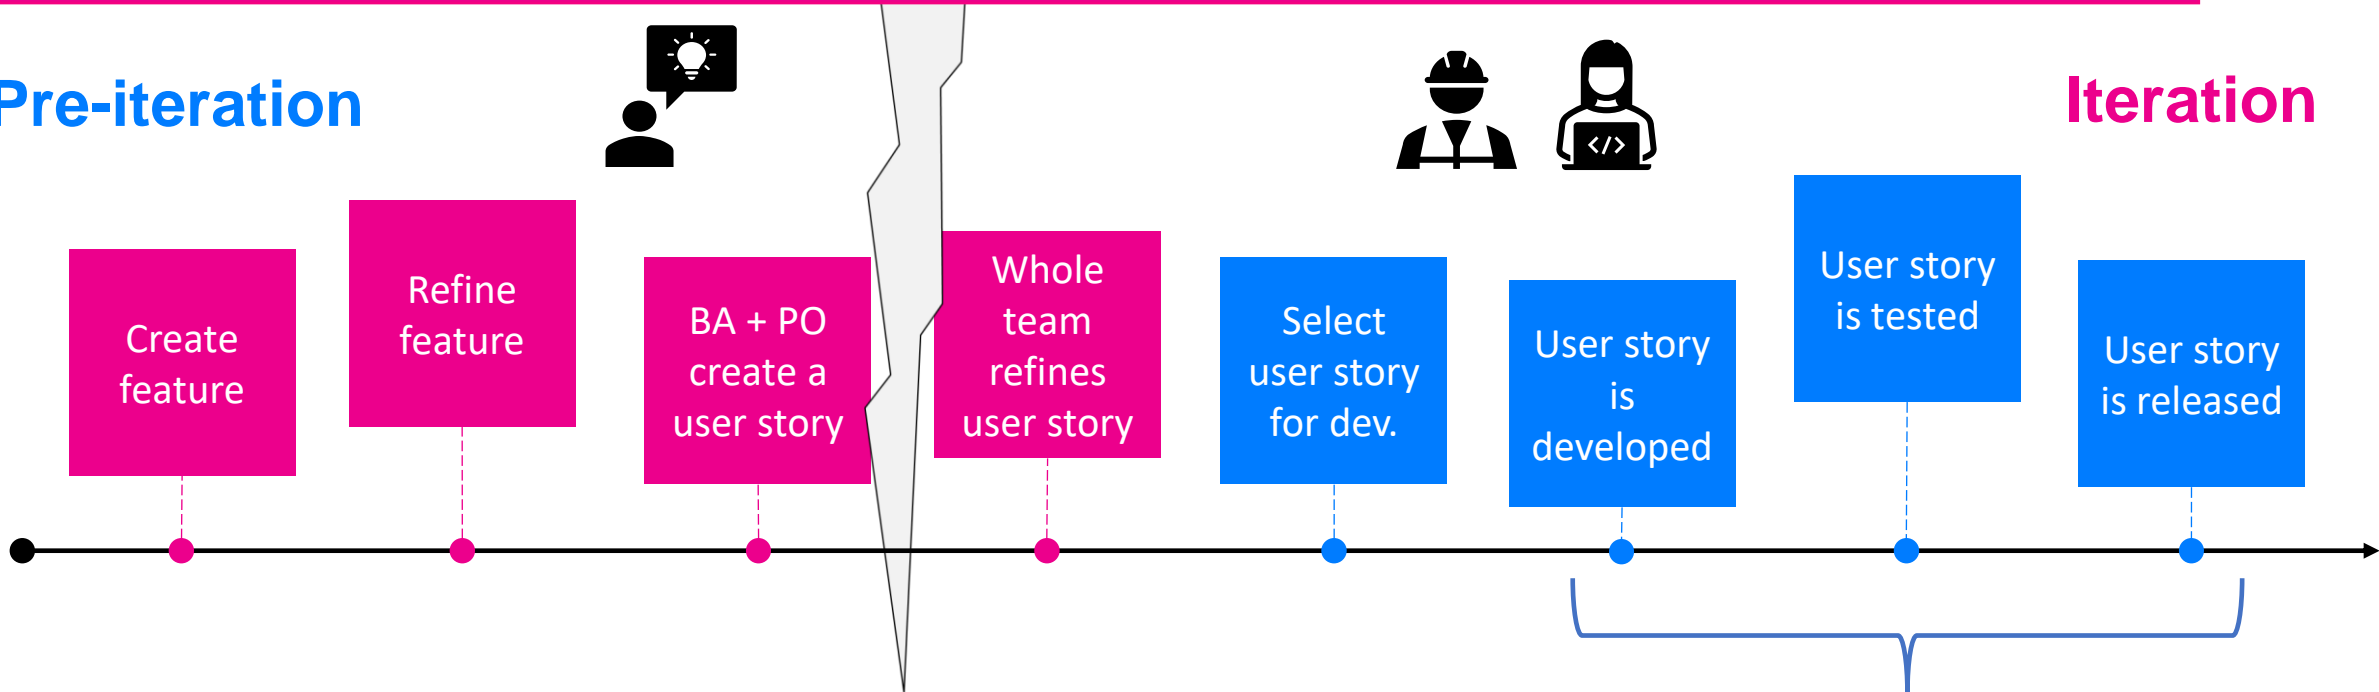 Pre-iteration
Iteration
Create
feature
Refine
feature
BA + PO
create a
user story
Whole
team
refines
user story
Select
user story
for dev.
User story
is
developed
User story
is tested
User story
is released
</>